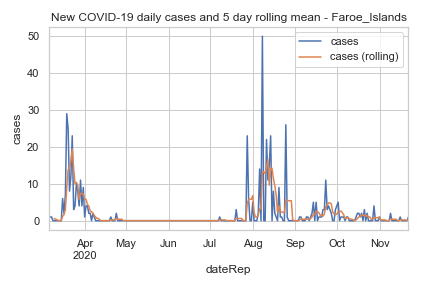 New COVID-19 daily cases and 5 day rolling mean - Faroe_Islands
cases
cases (rolling)
50
40
30
20
10
0
cases
Apr
2020
May
Jun
Jul
Aug
Sep
Oct
Nov
dateRep